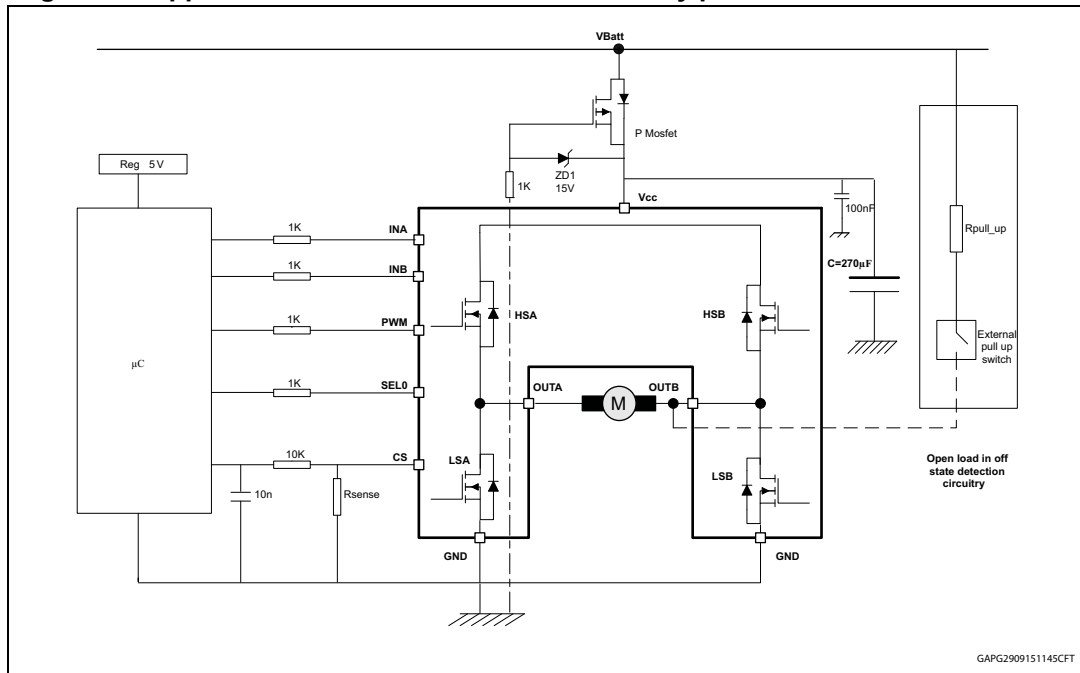 VBatt
P Mosfet
Reg 5 V
ZD1
15V
1K
Vcc
100nF
Rpull_up
C=270µF
1K
INA
1K
INB
1K
PWM
HSA
HSB
External
pull up
switch
µC
1K
SEL0
OUTA
OUTB
M
10K
CS
LSA
LSB
10n
Rsense
Open load in off
state detection
circuitry
GND
GND
GAPG2909151145CFT